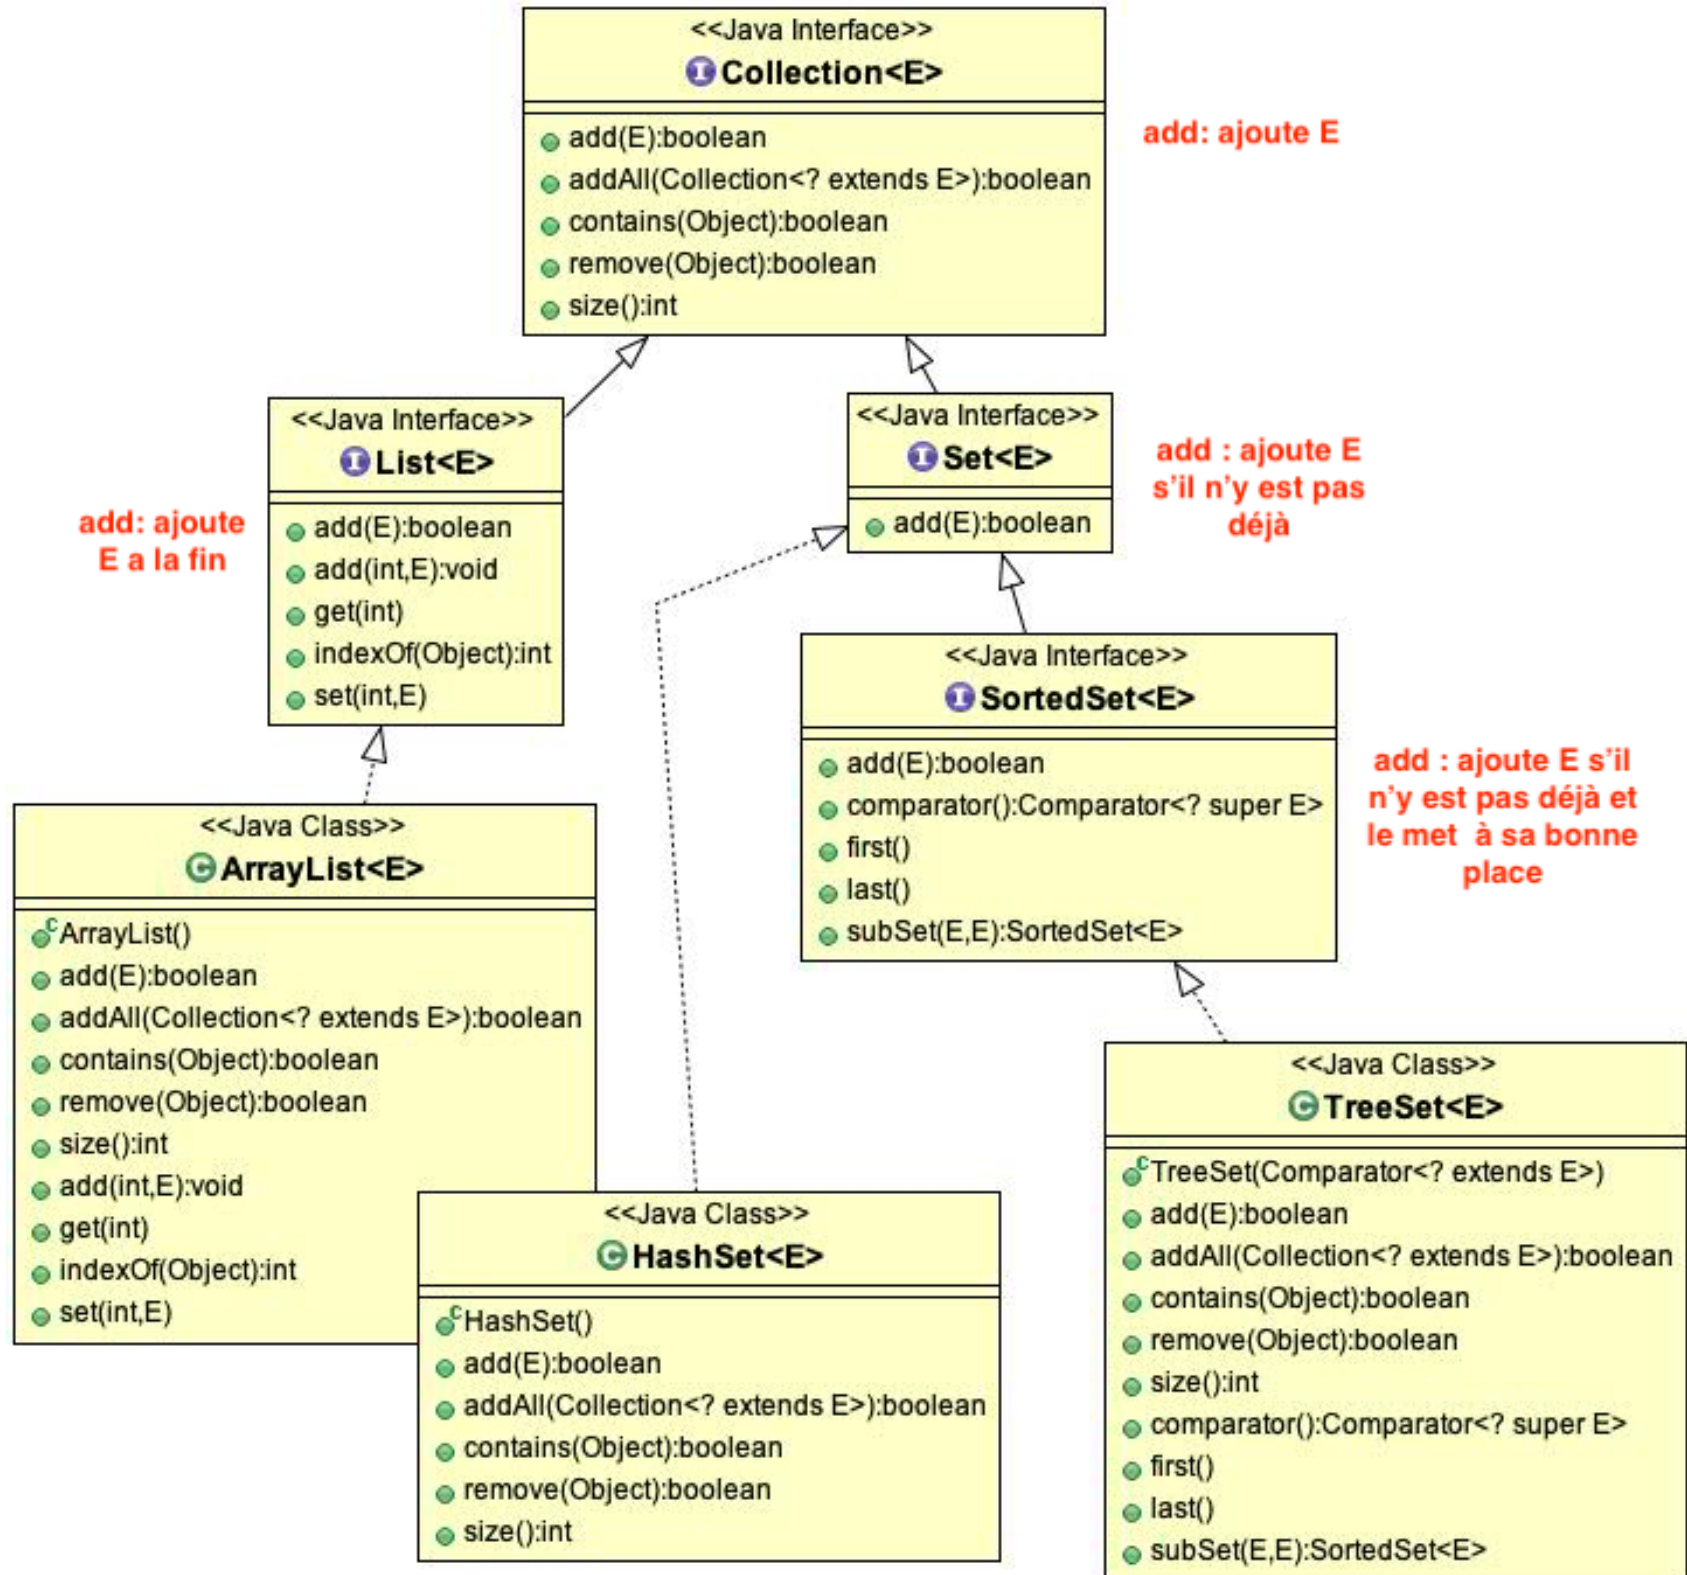 <<Java Interface>>
Collection<E>
add(E):boolean
addAll(Collection<? extends E>):boolean
contains(Object):boolean
remove(Object):boolean
size():int
add: ajoute E
<<Java Interface>>
List<E>
add(E):boolean
add(int,E):void
get(int)
indexOf(Object):int
set(int,E)
add: ajoute
E a la fin
<<Java Interface>>
Set<E>
add(E):boolean
add : ajoute E
s'il n'y est pas
déjà
<<Java Interface>>
SortedSet<E>
add(E):boolean
comparator():Comparator<? super E>
first()
last()
subSet(E,E):SortedSet<E>
add : ajoute E s'il
n'y est pas déjà et
le met à sa bonne
place
<<Java Class>>
ArrayList<E>
ArrayList()
add(E):boolean
addAll(Collection<? extends E>):boolean
contains(Object):boolean
remove(Object):boolean
size():int
add(int,E):void
get(int)
indexOf(Object):int
set(int,E)
<<Java Class>>
HashSet<E>
HashSet()
add(E):boolean
addAll(Collection<? extends E>):boolean
contains(Object):boolean
remove(Object):boolean
size():int
<<Java Class>>
TreeSet<E>
TreeSet(Comparator<? extends E>)
add(E):boolean
addAll(Collection<? extends E>):boolean
contains(Object):boolean
remove(Object):boolean
size():int
comparator():Comparator<? super E>
first()
last()
subSet(E,E):SortedSet<E>